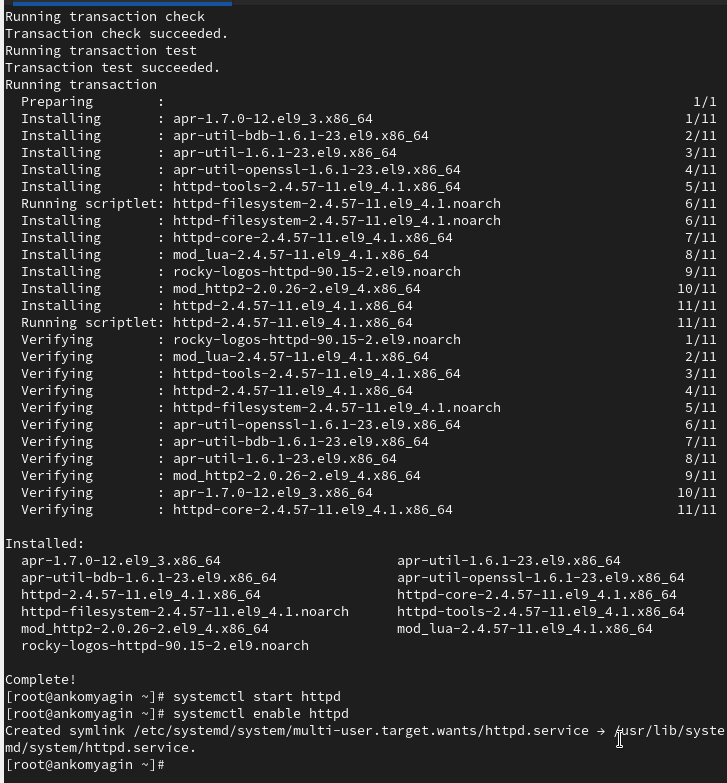 Running transaction check
Transaction check succeeded.
Running transaction test
Transaction test succeeded.
Running transaction
  Preparing        :                                                                  1/1
  Installing       : apr-1.7.0-12.el9_3.x86_64                                       1/11
  Installing       : apr-util-bdb-1.6.1-23.el9.x86_64                                2/11
  Installing       : apr-util-1.6.1-23.el9.x86_64                                    3/11
  Installing       : apr-util-openssl-1.6.1-23.el9.x86_64                            4/11
  Installing       : httpd-tools-2.4.57-11.el9_4.1.x86_64                            5/11
  Running scriptlet: httpd-filesystem-2.4.57-11.el9_4.1.noarch                       6/11
  Installing       : httpd-filesystem-2.4.57-11.el9_4.1.noarch                       6/11
  Installing       : httpd-core-2.4.57-11.el9_4.1.x86_64                             7/11
  Installing       : mod_lua-2.4.57-11.el9_4.1.x86_64                                8/11
  Installing       : rocky-logos-httpd-90.15-2.el9.noarch                            9/11
  Installing       : mod_http2-2.0.26-2.el9_4.x86_64                                10/11
  Installing       : httpd-2.4.57-11.el9_4.1.x86_64                                 11/11
  Running scriptlet: httpd-2.4.57-11.el9_4.1.x86_64                                 11/11
  Verifying        : rocky-logos-httpd-90.15-2.el9.noarch                            1/11
  Verifying        : mod_lua-2.4.57-11.el9_4.1.x86_64                                2/11
  Verifying        : httpd-tools-2.4.57-11.el9_4.1.x86_64                            3/11
  Verifying        : httpd-2.4.57-11.el9_4.1.x86_64                                  4/11
  Verifying        : httpd-filesystem-2.4.57-11.el9_4.1.noarch                       5/11
  Verifying        : apr-util-openssl-1.6.1-23.el9.x86_64                            6/11
  Verifying        : apr-util-bdb-1.6.1-23.el9.x86_64                                7/11
  Verifying        : apr-util-1.6.1-23.el9.x86_64                                    8/11
  Verifying        : mod_http2-2.0.26-2.el9_4.x86_64                                 9/11
  Verifying        : apr-1.7.0-12.el9_3.x86_64                                      10/11
  Verifying        : httpd-core-2.4.57-11.el9_4.1.x86_64                            11/11

Installed:
  apr-1.7.0-12.el9_3.x86_64                      apr-util-1.6.1-23.el9.x86_64
  apr-util-bdb-1.6.1-23.el9.x86_64               apr-util-openssl-1.6.1-23.el9.x86_64
  httpd-2.4.57-11.el9_4.1.x86_64                 httpd-core-2.4.57-11.el9_4.1.x86_64
  httpd-filesystem-2.4.57-11.el9_4.1.noarch      httpd-tools-2.4.57-11.el9_4.1.x86_64
  mod_http2-2.0.26-2.el9_4.x86_64                mod_lua-2.4.57-11.el9_4.1.x86_64
  rocky-logos-httpd-90.15-2.el9.noarch

Complete!
[root@ankomyagin ~]# systemctl start httpd
[root@ankomyagin ~]# systemctl enable httpd
Created symlink /etc/systemd/system/multi-user.target.wants/httpd.service → /usr/lib/syste
md/system/httpd.service.
[root@ankomyagin ~]#